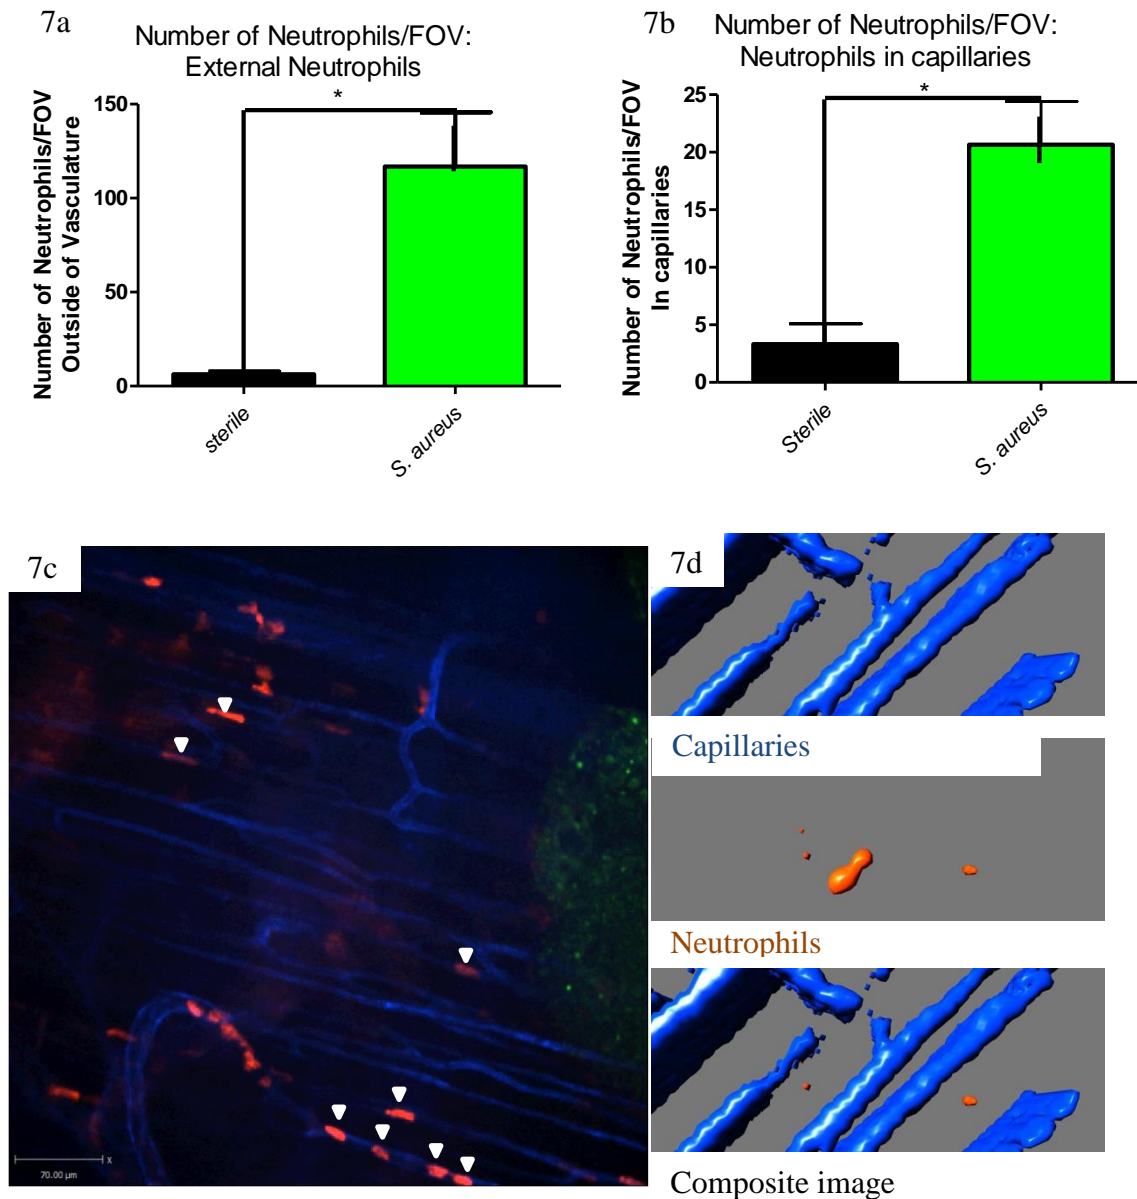 7a
Number of Neutrophils/FOV:
External Neutrophils
Number of Neutrophils/FOV
Outside of Vasculature
150
100
50
0
*
sterile
S. aureus
7b
Number of Neutrophils/FOV:
Neutrophils in capillaries
Number of Neutrophils/FOV
In capillaries
25
20
15
10
5
0
*
Sterile
S. aureus
7c
70.00 µm
x
7d
Capillaries
Neutrophils
Composite image